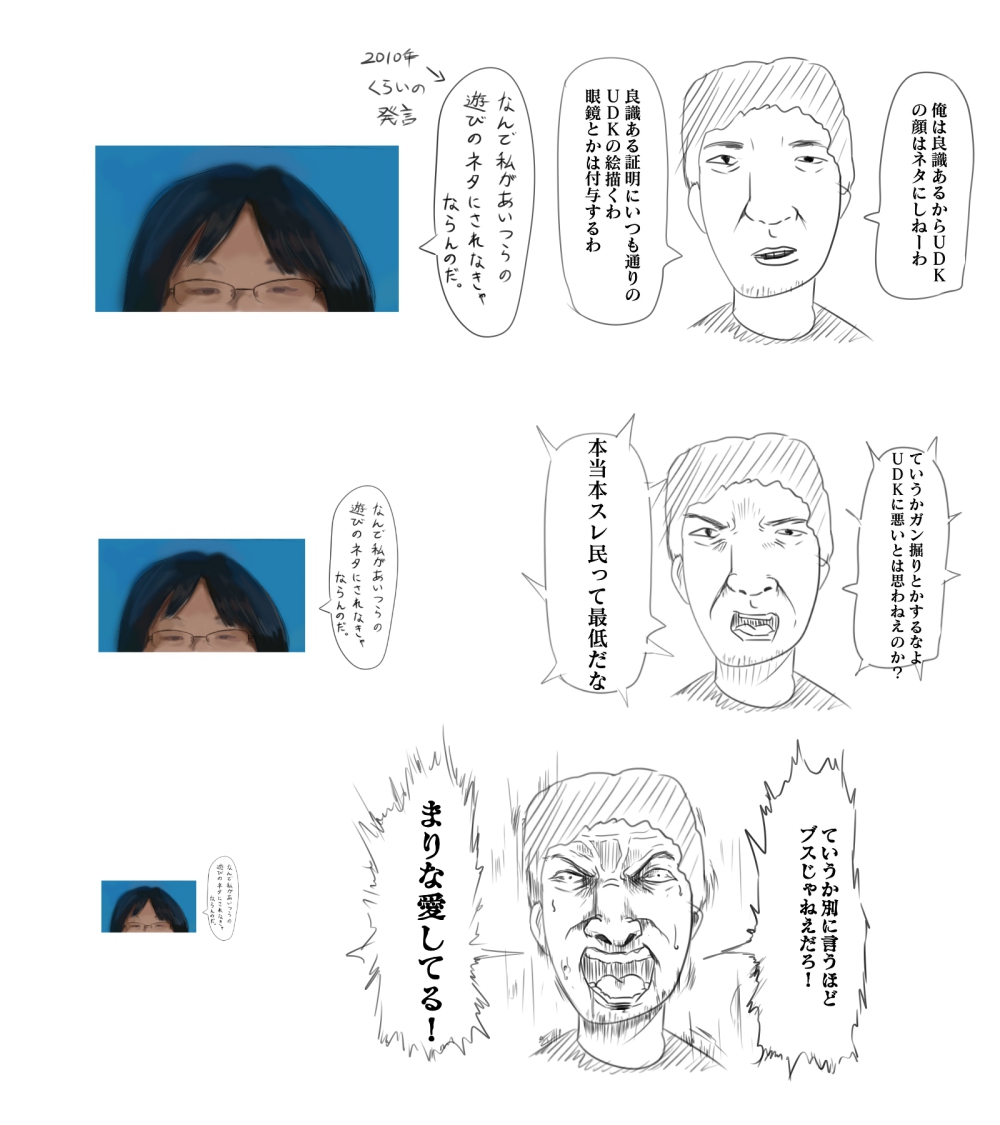 俺は良識あるからUDK
の顔はネタにしねーわ
良識ある証明にいつも通りの
UDKの絵描くわ
眼鏡とかは付与するわ
2010年
くらいの
発言
なんで私があいつらの
遊びのネタにされなきゃ
ならんのだ。
ていうかガン掘りとかするなよ
UDKに悪いとは思わねえのか?
本当本スレ民って最低だな
なんで私があいつらの
遊びのネタにされなきゃ
ならんのだ。
ていうか別に言うほど
ブスじゃねえだろ!
まりな愛してる!
なんで私があいつらの
遊びのネタにされなきゃ
ならんのだ。